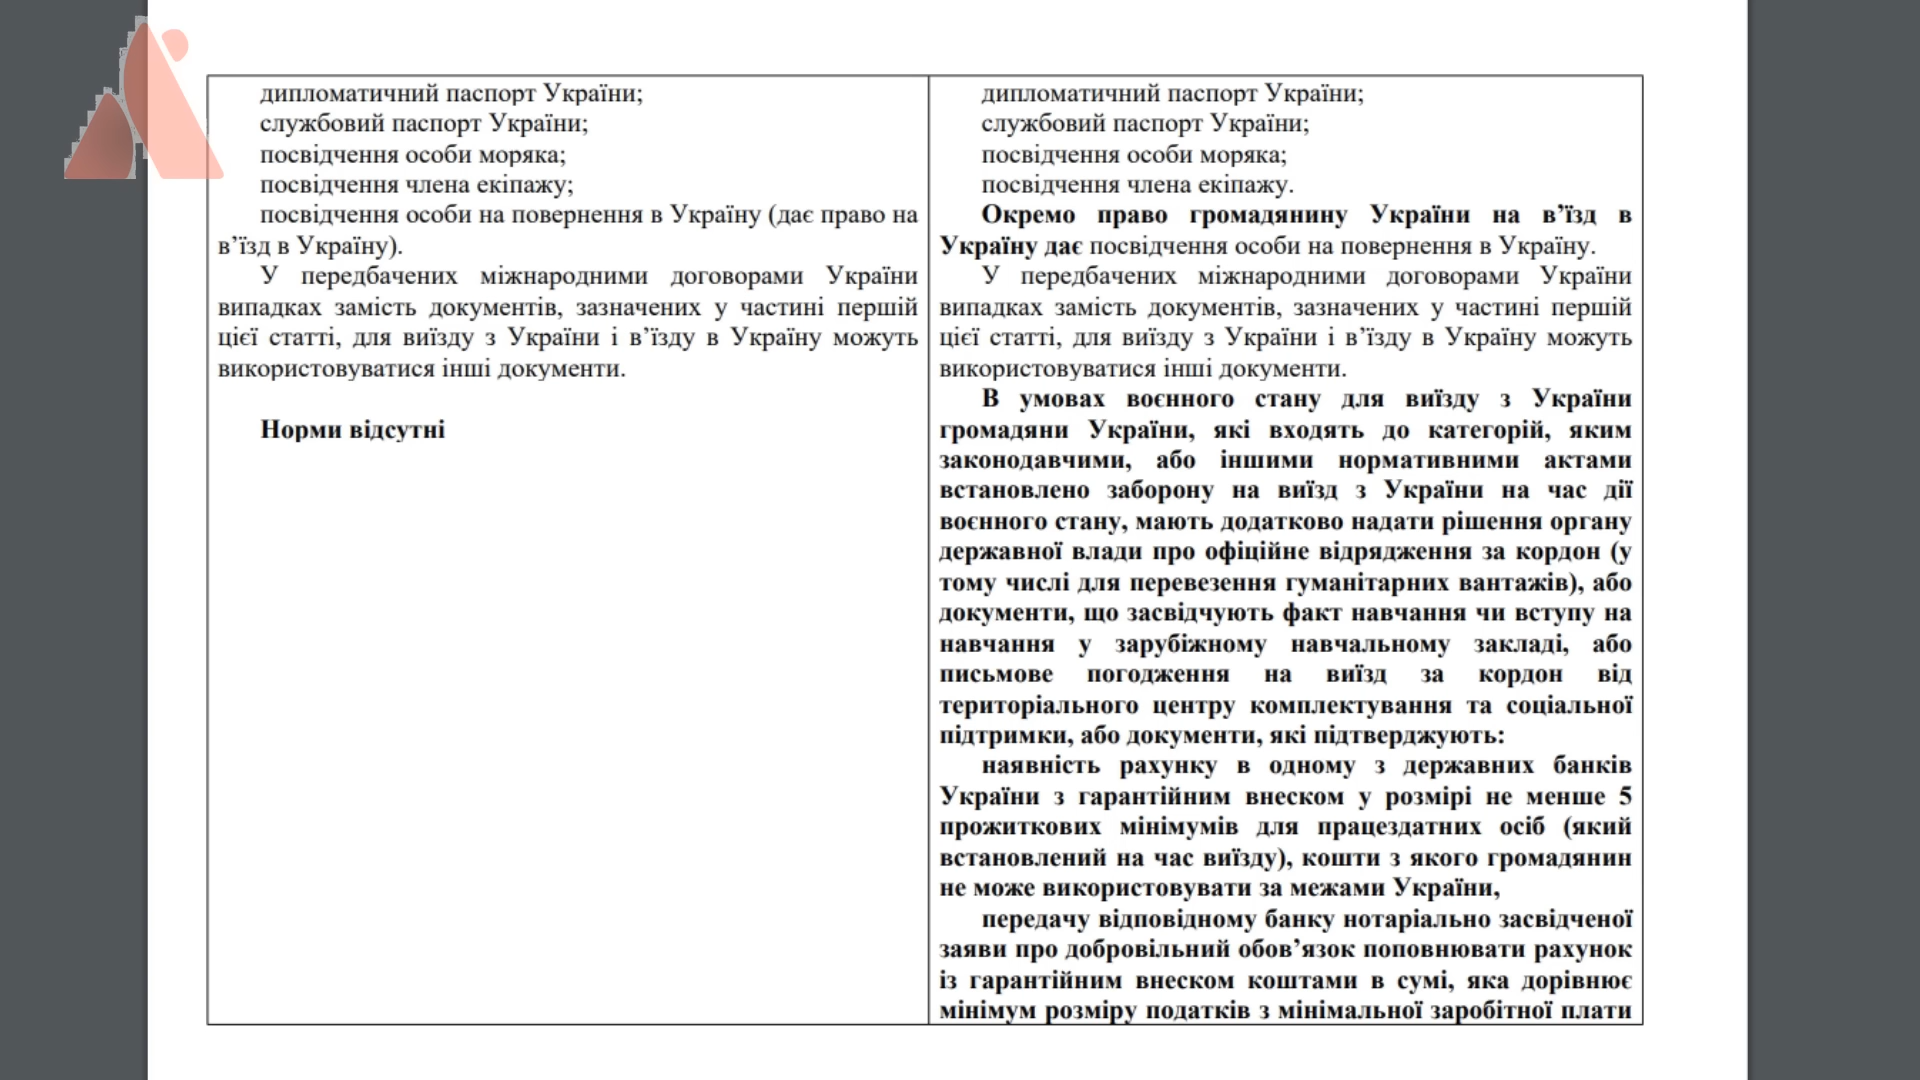 дипломатичний паспорт України;
службовий паспорт України;
посвідчення особи моряка;
посвідчення члена екіпажу;
посвідчення особи на повернення в Україну (дає право на
в’їзд в Україну).
У передбачених міжнародними договорами України
випадках замість документів, зазначених у частині першій
цієї статті, для виїзду з України і в’їзду в Україну можуть
використовуватися інші документи.
Норми відсутні
дипломатичний паспорт України;
службовий паспорт України;
посвідчення особи моряка;
посвідчення члена екіпажу.
Окремо право громадянину України на в’їзд в
Україну дає посвідчення особи на повернення в Україну.
У передбачених міжнародними договорами України
випадках замість документів, зазначених у частині першій
цієї статті, для виїзду з України і в’їзду в Україну можуть
використовуватися інші документи.
В умовах воєнного стану для виїзду з України
громадяни України, які входять до категорій, яким
законодавчими, або іншими нормативними актами
встановлено заборону на виїзд з України на час дії
воєнного стану, мають додатково надати рішення органу
державної влади про офіційне відрядження за кордон (у
тому числі для перевезення гуманітарних вантажів), або
документи, що засвідчують факт навчання чи вступу на
навчання у зарубіжному навчальному закладі, або
письмове погодження на виїзд за кордон від
територіального центру комплектування та соціальної
підтримки, або документи, які підтверджують:
наявність рахунку в одному з державних банків
України з гарантійним внеском у розмірі не менше 5
прожиткових мінімумів для працездатних осіб (який
встановлений на час виїзду), кошти з якого громадянин
не може використовувати за межами України,
передачу відповідному банку нотаріально засвідченої
заяви про добровільний обов’язок поповнювати рахунок
із гарантійним внеском коштами в сумі, яка дорівнює
мінімум розміру податків з мінімальної заробітної плати